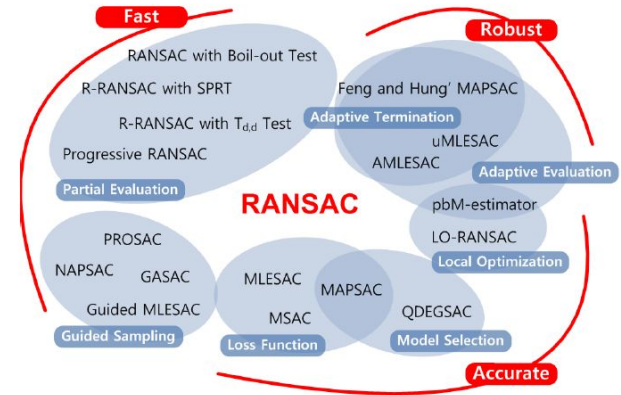 Fast
Robust
RANSAC with Boil-out Test
R-RANSAC with SPRT
R-RANSAC with Td,d Test
Progressive RANSAC
Partial Evaluation
Feng and Hung' MAPSAC
Adaptive Termination
uMLESAC
AMLESAC
Adaptive Evaluation
RANSAC
pbM-estimator
LO-RANSAC
Local Optimization
PROSAC
NAPSAC
GASAC
Guided MLESAC
Guided Sampling
MLESAC
MAPSAC
MSAC
Loss Function
QDEGSAC
Model Selection
Accurate